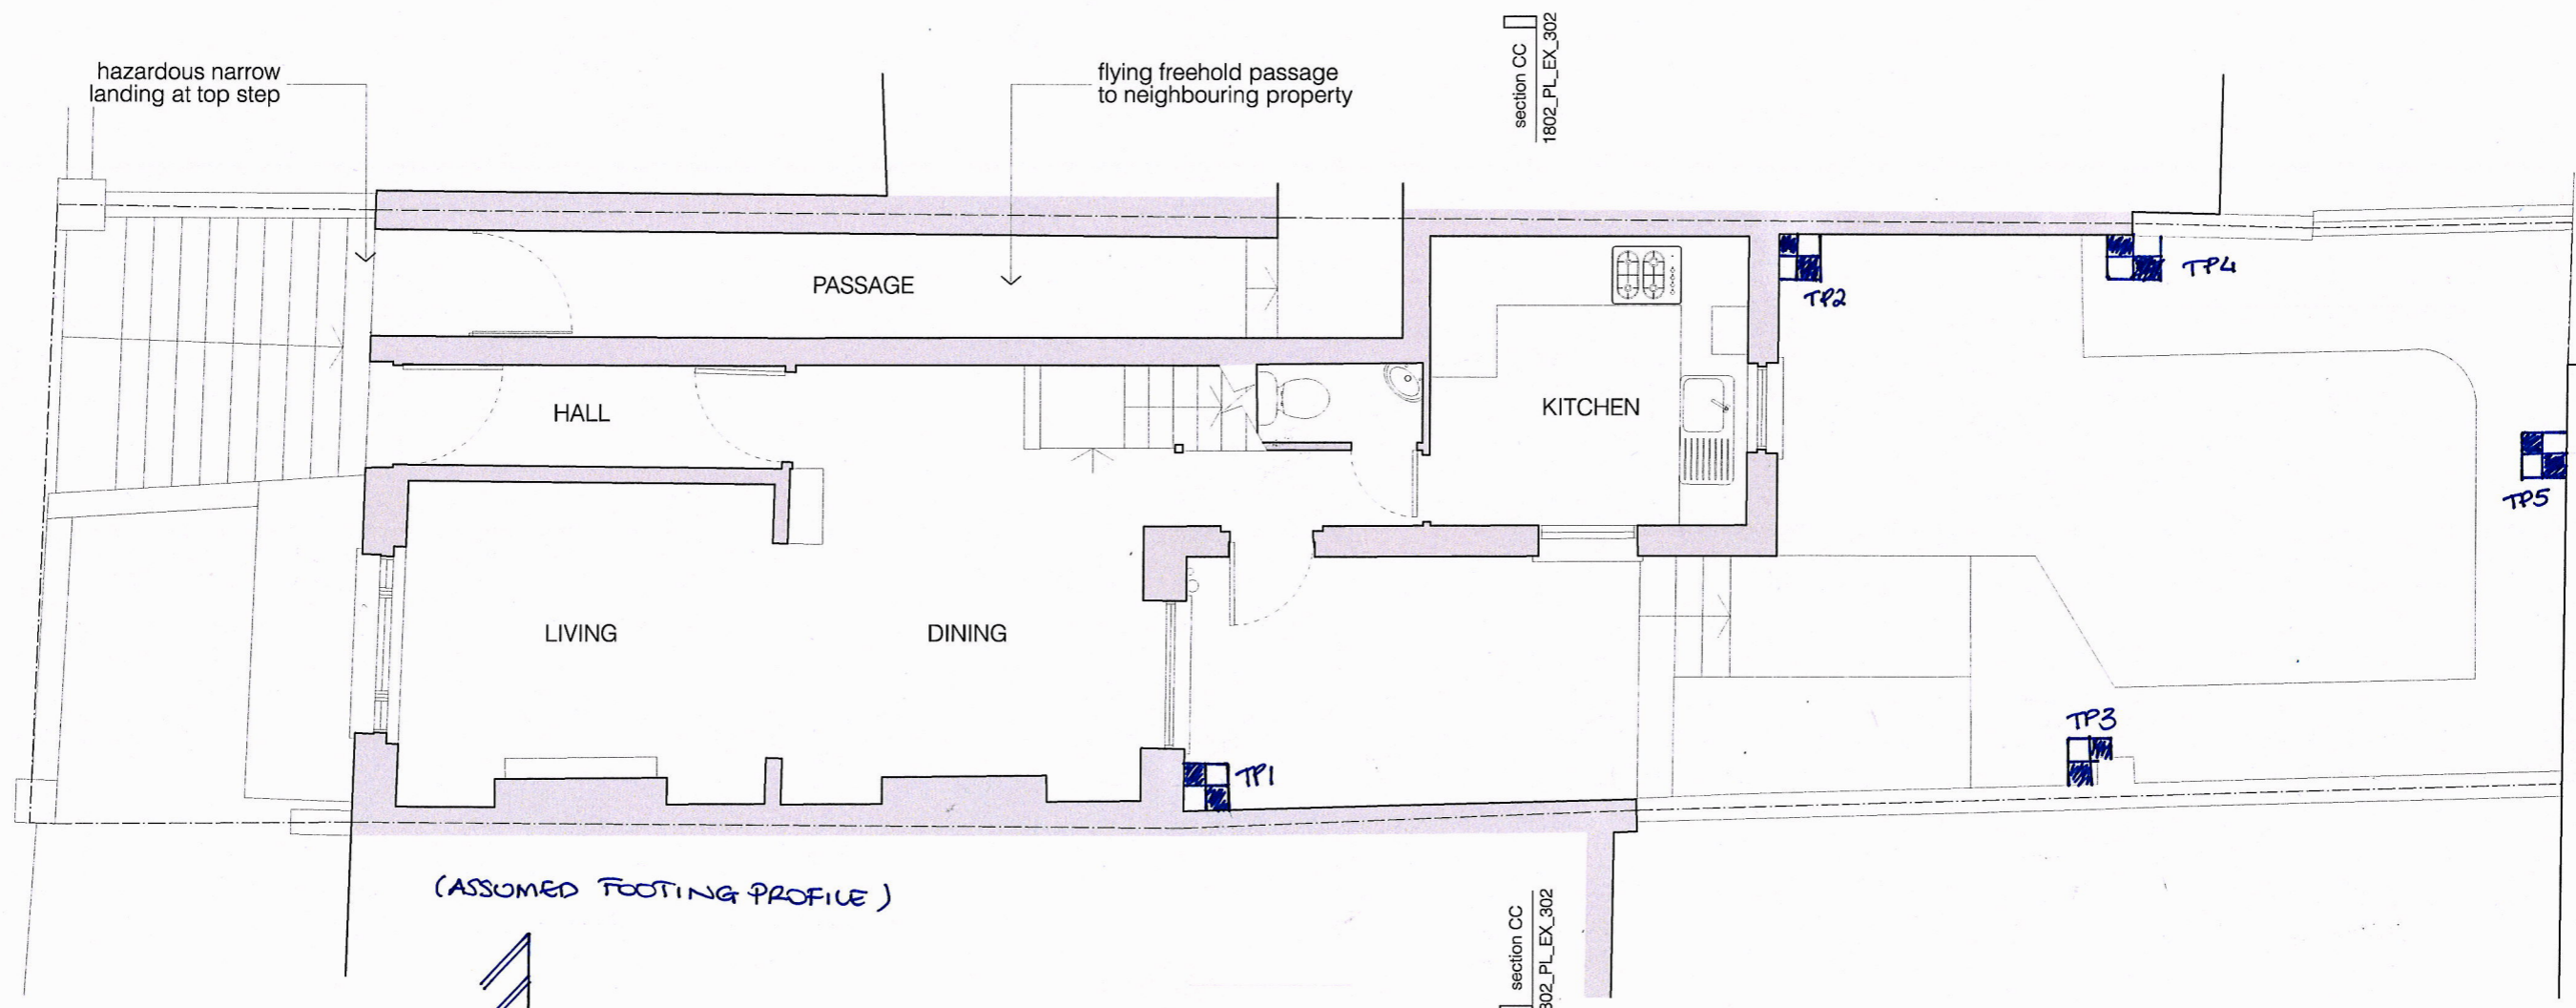 hazardous narrow
landing at top step
flying freehold passage
to neighbouring property
section CC
1802_PL_EX_302
PASSAGE
HALL
KITCHEN
LIVING
DINING
TP2
TP4
TP5
TP3
TP1
(ASSUMED FOOTING PROFILE)
section CC
302_PL_EX_302